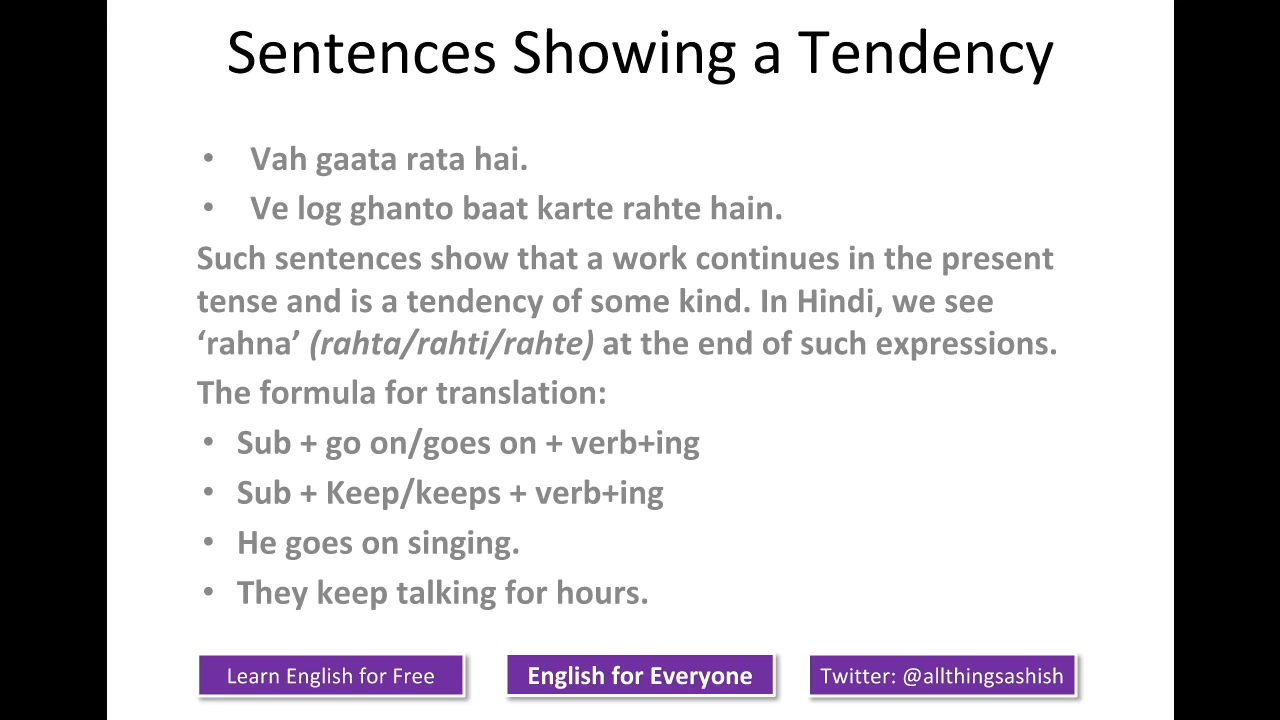 Sentences Showing a Tendency
• Vah gaata rata hai.
• Ve log ghanto baat karte rahte hain.
Such sentences show that a work continues in the present
tense and is a tendency of some kind. In Hindi, we see
‘rahna’ (rahta/rahti/rahte) at the end of such expressions.
The formula for translation:
• Sub + go on/goes on + verb+ing
• Sub + Keep/keeps + verb+ing
• He goes on singing.
• They keep talking for hours.
Learn English for Free
English for Everyone
Twitter: @allthingsashish